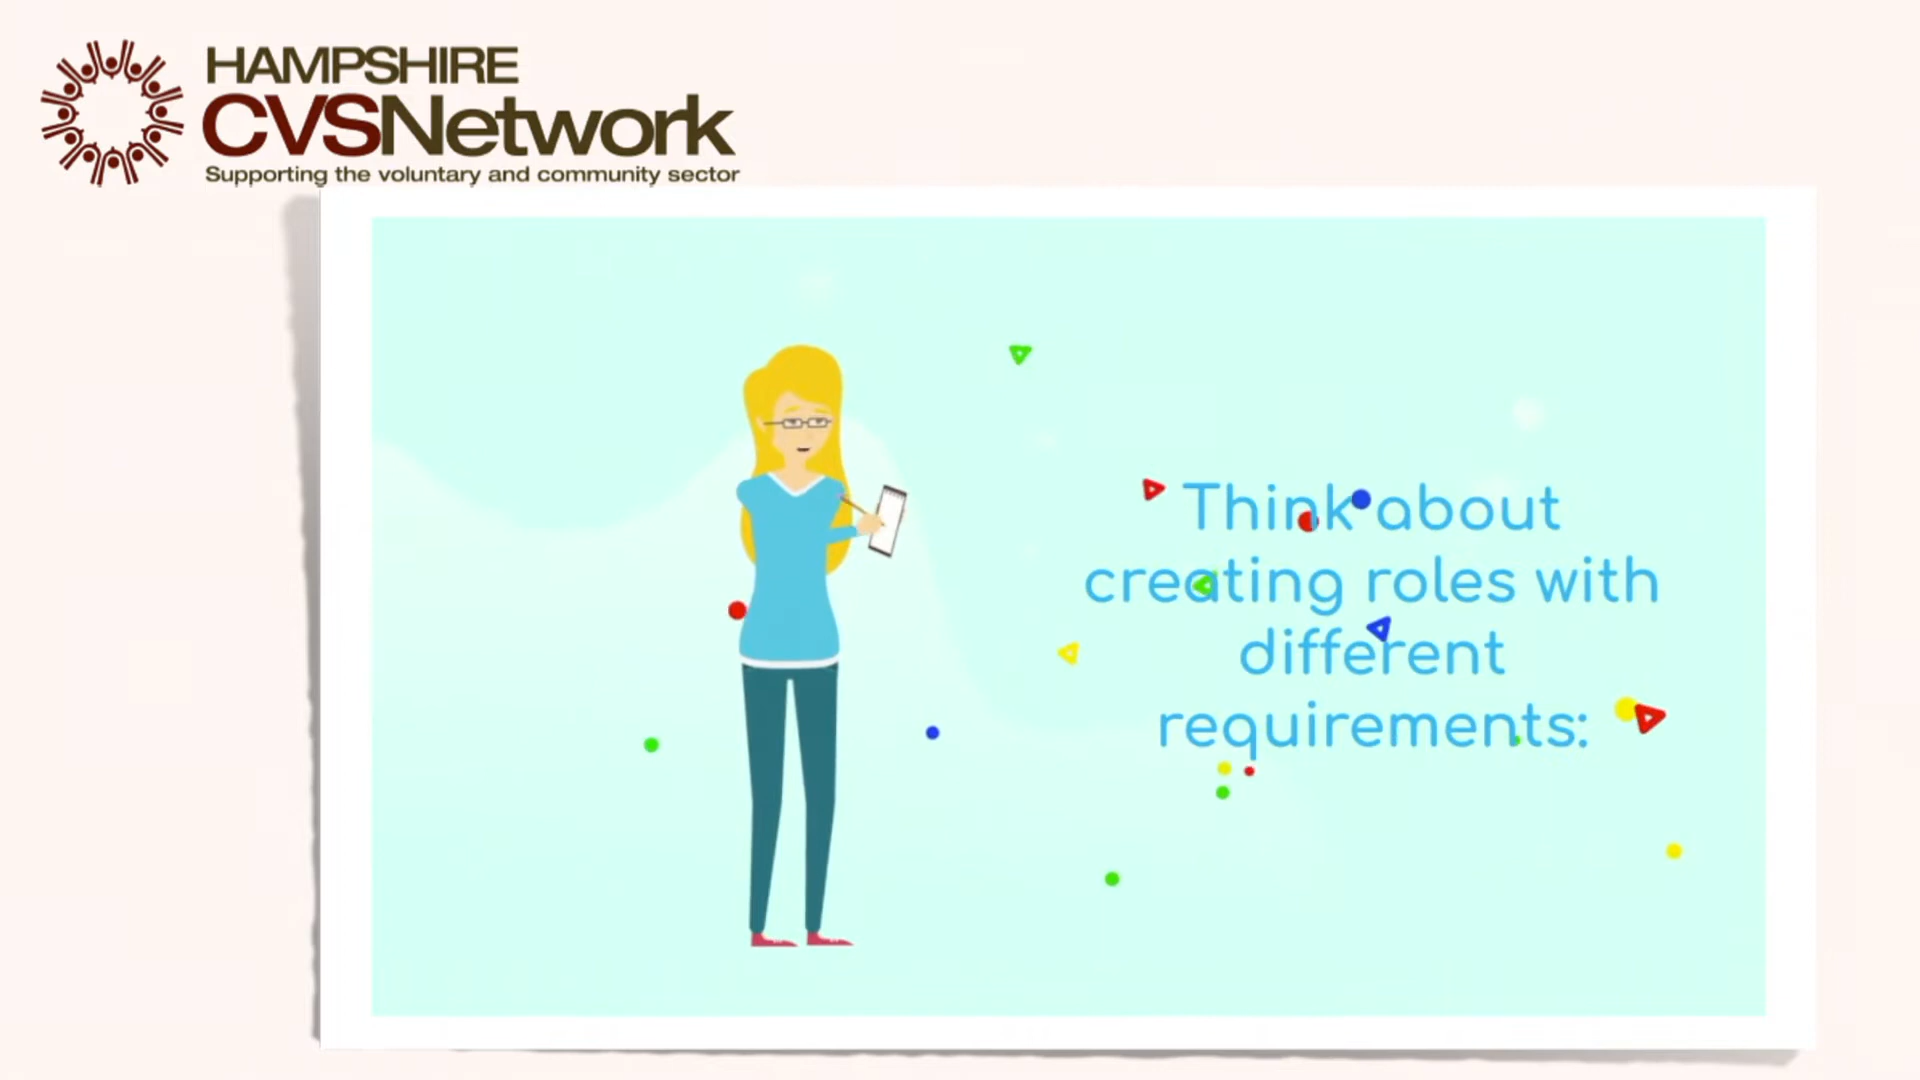 HAMPSHIRE
CVSNetwork
Supporting the voluntary and community sector
Think about
creating roles with
different
requirements: